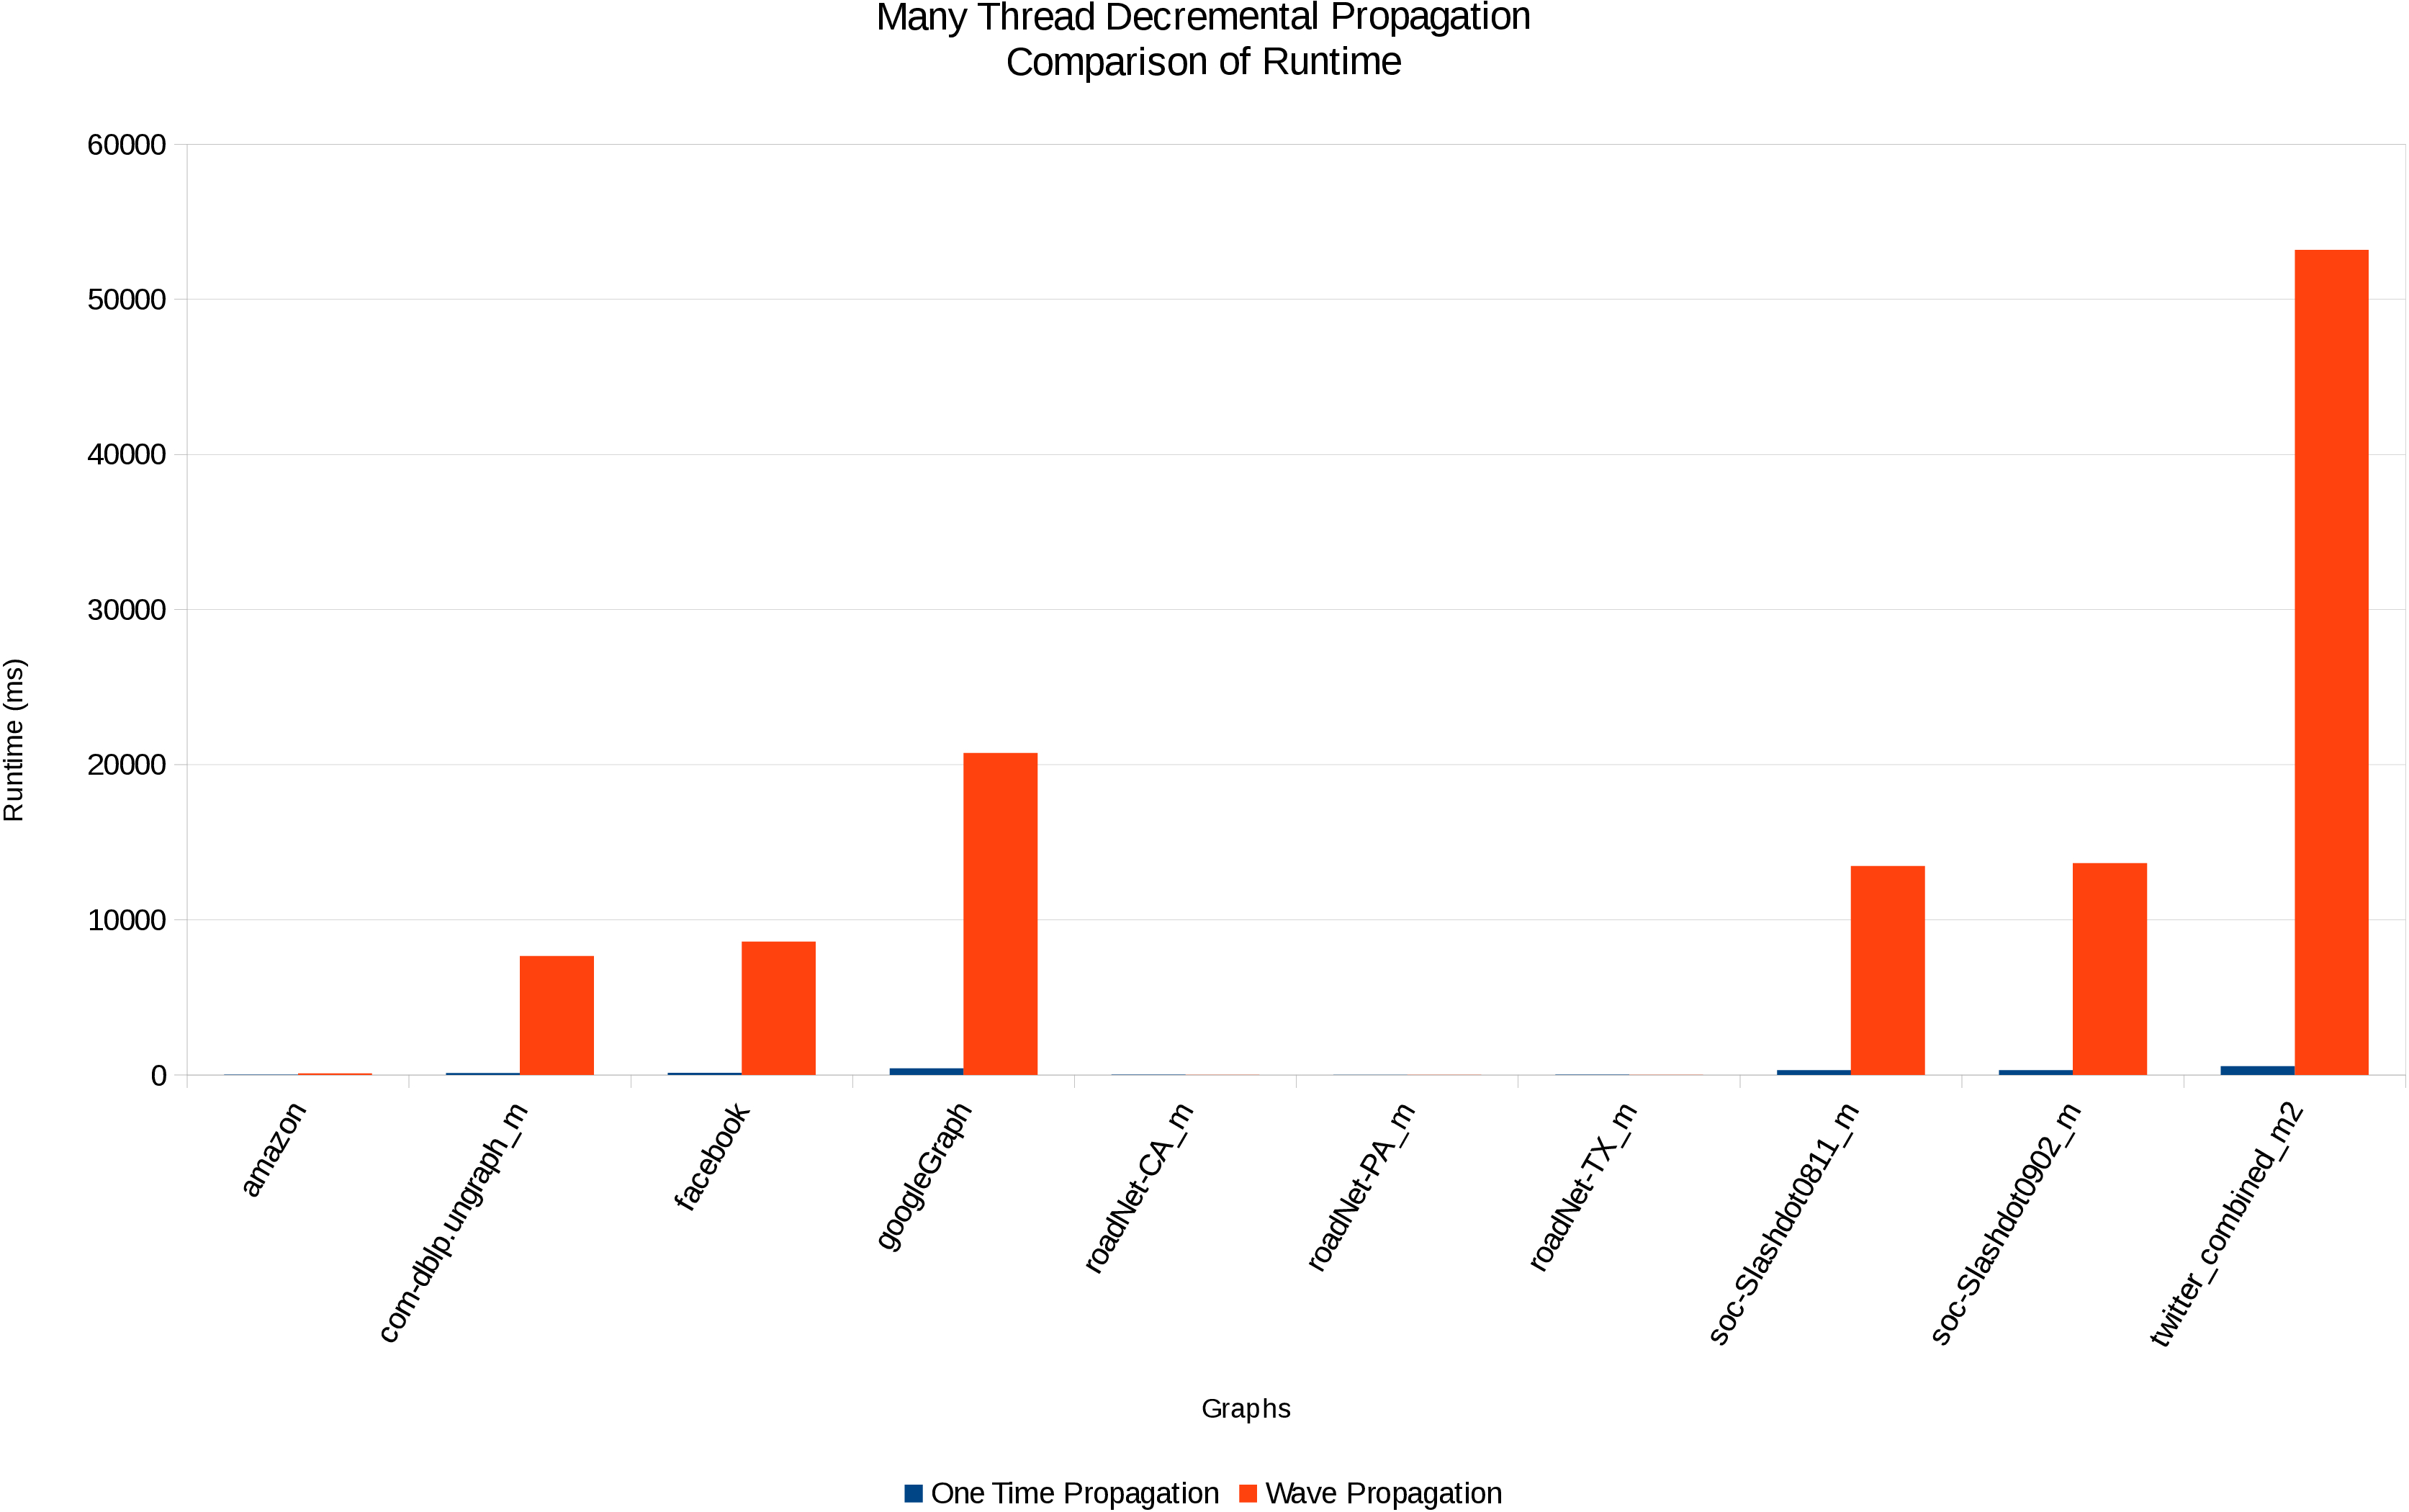 Many Thread Decremental Propagation
Comparison of Runtime
60000
50000
40000
30000
20000
10000
0
Runtime (ms)
amazon
com-dblp.ungraph_m
facebook
googleGraph
roadNet-CA_m
roadNet-PA_m
roadNet-TX_m
soc-Slashdot0811_m
soc-Slashdot0902_m
twitter_combined_m2
Graphs
One Time Propagation
Wave Propagation